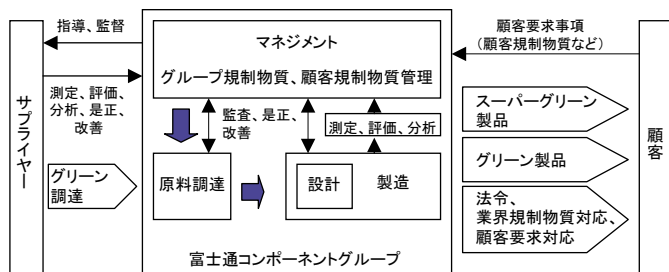 指導、監督
サプライヤー
測定、評価、
分析、是正、
改善
グリーン
調達
マネジメント
グループ規制物質、顧客規制物質管理
監査、是正、
改善
測定、評価、分析
原料調達
設計
製造
富士通コンポーネントグループ
顧客要求事項
(顧客規制物質など)
スーパーグリーン
製品
グリーン製品
法令、
業界規制物質対応、
顧客要求対応
顧客